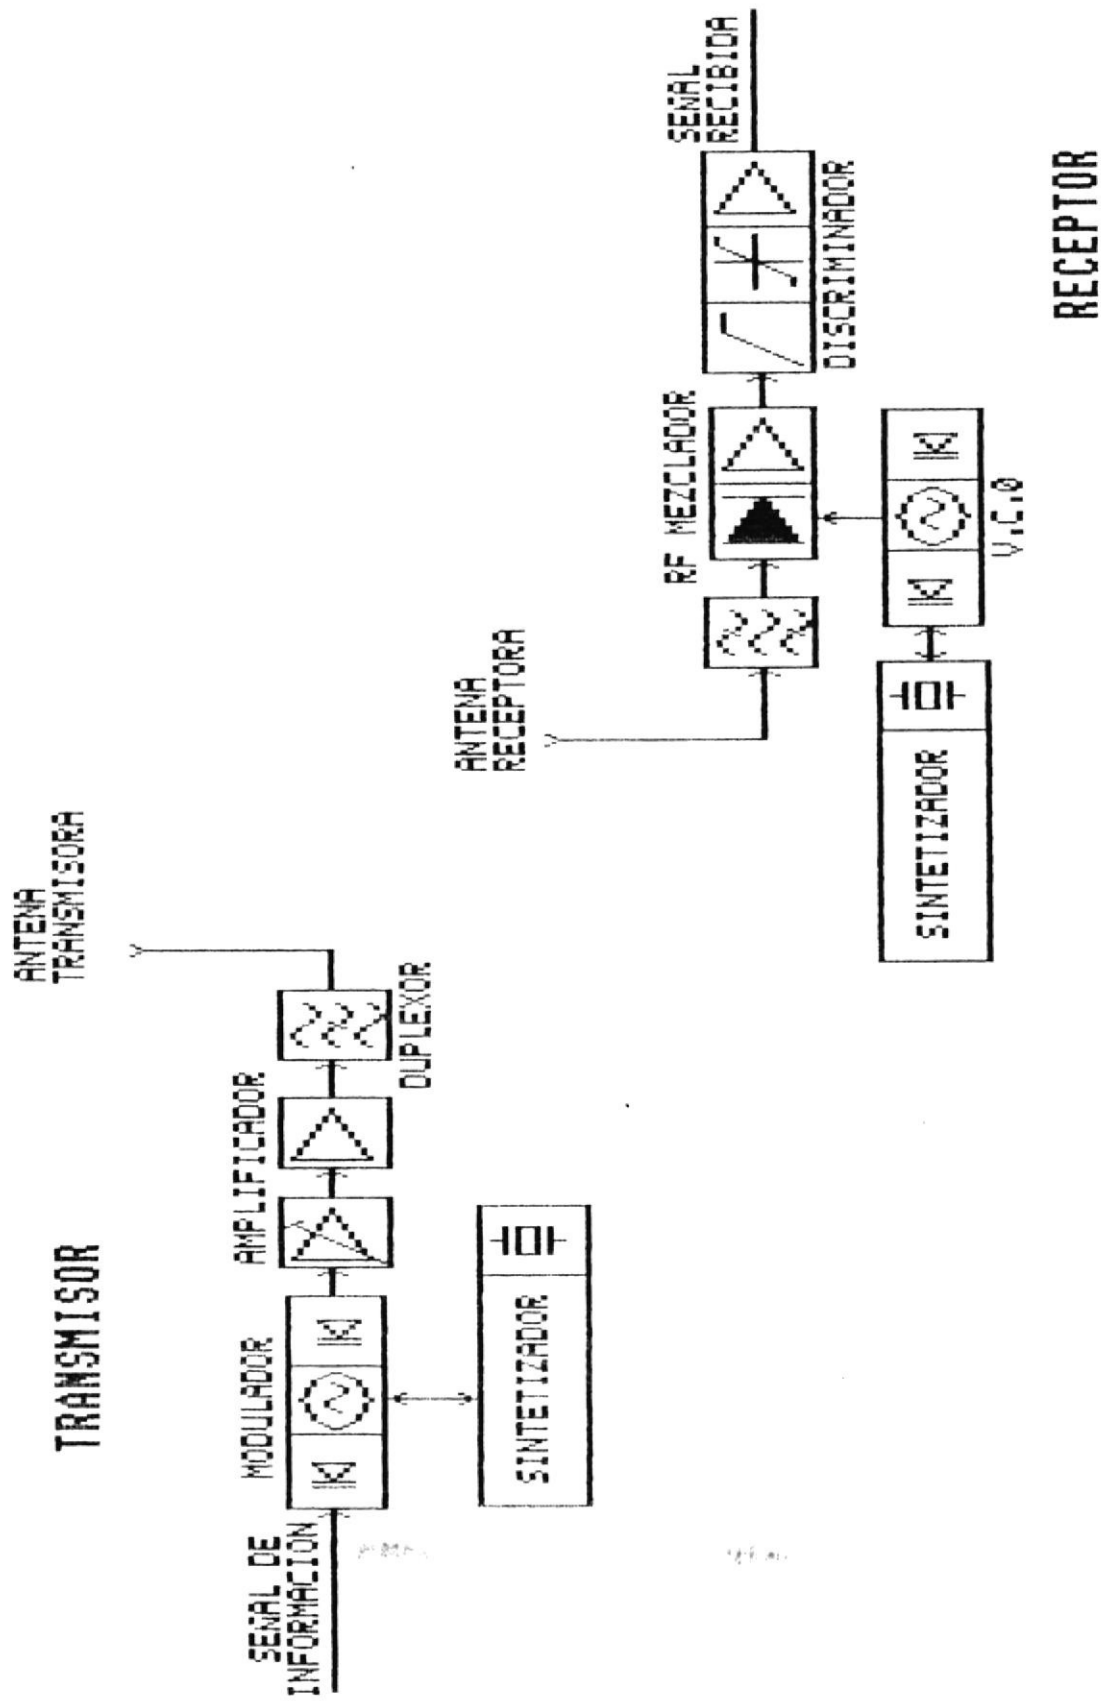 TRANSMISOR
SEÑAL DE
INFORMACION
MODULADOR
AMPLIFICADOR
DUPLEXOR
ANTENA
TRANSMISORA
SINTETIZADOR
ANTENA
RECEPTORA
RF MEZCLADOR
SEÑAL
RECIBIDA
DISCRIMINADOR
SINTETIZADOR
V.C.0
RECEPTOR